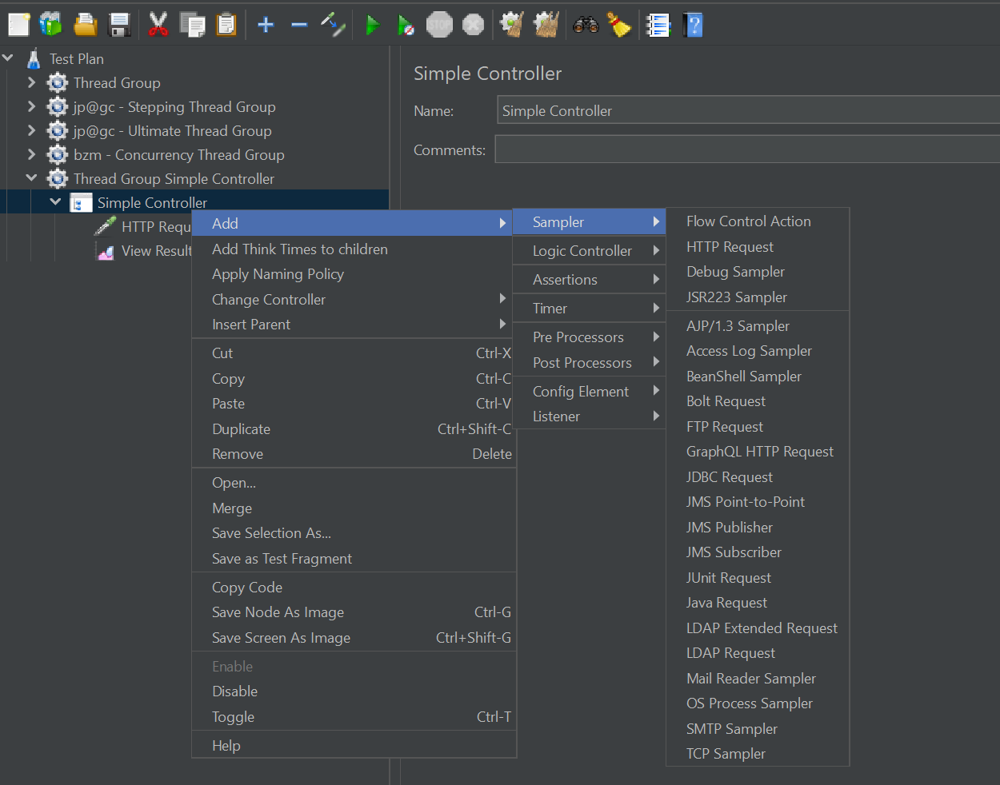 STOP
Test Plan
Thread Group
jp@gc - Stepping Thread Group
jp@gc - Ultimate Thread Group
bzm - Concurrency Thread Group
Thread Group Simple Controller
Simple Controller
HTTP Requ
View Result
Simple Controller
Name: Simple Controller
Comments:
Add
Add Think Times to children
Apply Naming Policy
Change Controller
Insert Parent
Cut Ctrl-X
Copy Ctrl-C
Paste Ctrl-V
Duplicate Ctrl+Shift-C
Remove Delete
Open...
Merge
Save Selection As...
Save as Test Fragment
Copy Code
Save Node As Image Ctrl-G
Save Screen As Image Ctrl+Shift-G
Enable
Disable
Toggle Ctrl-T
Help
Sampler
Logic Controller
Assertions
Timer
Pre Processors
Post Processors
Config Element
Listener
Flow Control Action
HTTP Request
Debug Sampler
JSR223 Sampler
AJP/1.3 Sampler
Access Log Sampler
BeanShell Sampler
Bolt Request
FTP Request
GraphQL HTTP Request
JDBC Request
JMS Point-to-Point
JMS Publisher
JMS Subscriber
JUnit Request
Java Request
LDAP Extended Request
LDAP Request
Mail Reader Sampler
OS Process Sampler
SMTP Sampler
TCP Sampler